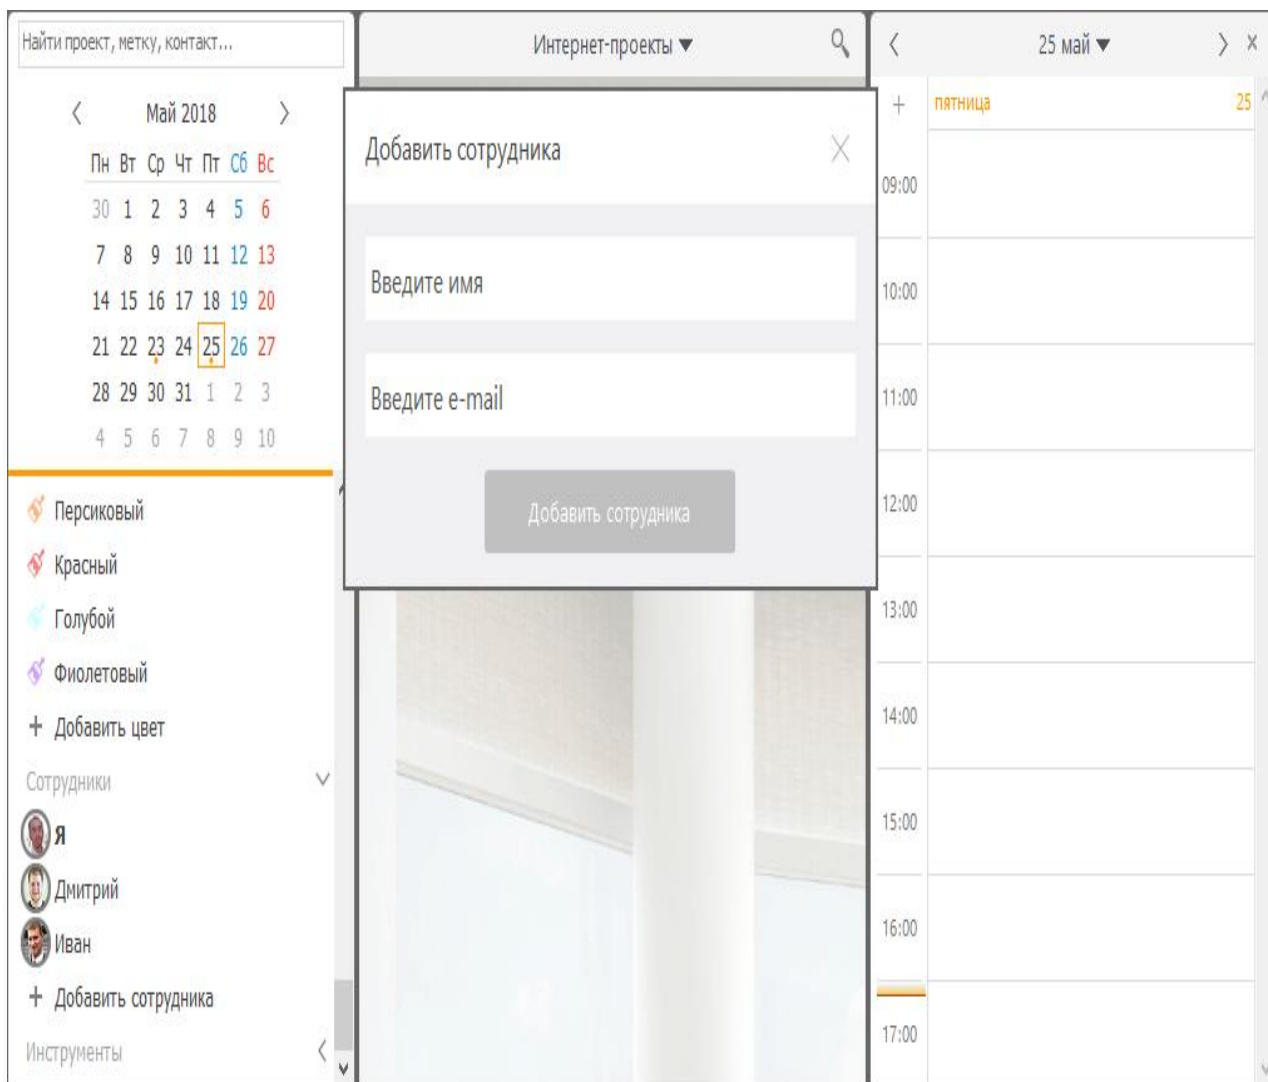 Найти проект, метку, контакт...
Май 2018
Пн Вт Ср Чт Пт Сб Вс
30 1 2 3 4 5 6
7 8 9 10 11 12 13
14 15 16 17 18 19 20
21 22 23 24 25 26 27
28 29 30 31 1 2 3
4 5 6 7 8 9 10
Персиковый
Красный
Голубой
Фиолетовый
+ Добавить цвет
Сотрудники
Я
Дмитрий
Иван
+ Добавить сотрудника
Инструменты
Интернет-проекты
Добавить сотрудника
Введите имя
Введите e-mail
Добавить сотрудника
25 май
+ пятница 25
09:00
10:00
11:00
12:00
13:00
14:00
15:00
16:00
17:00